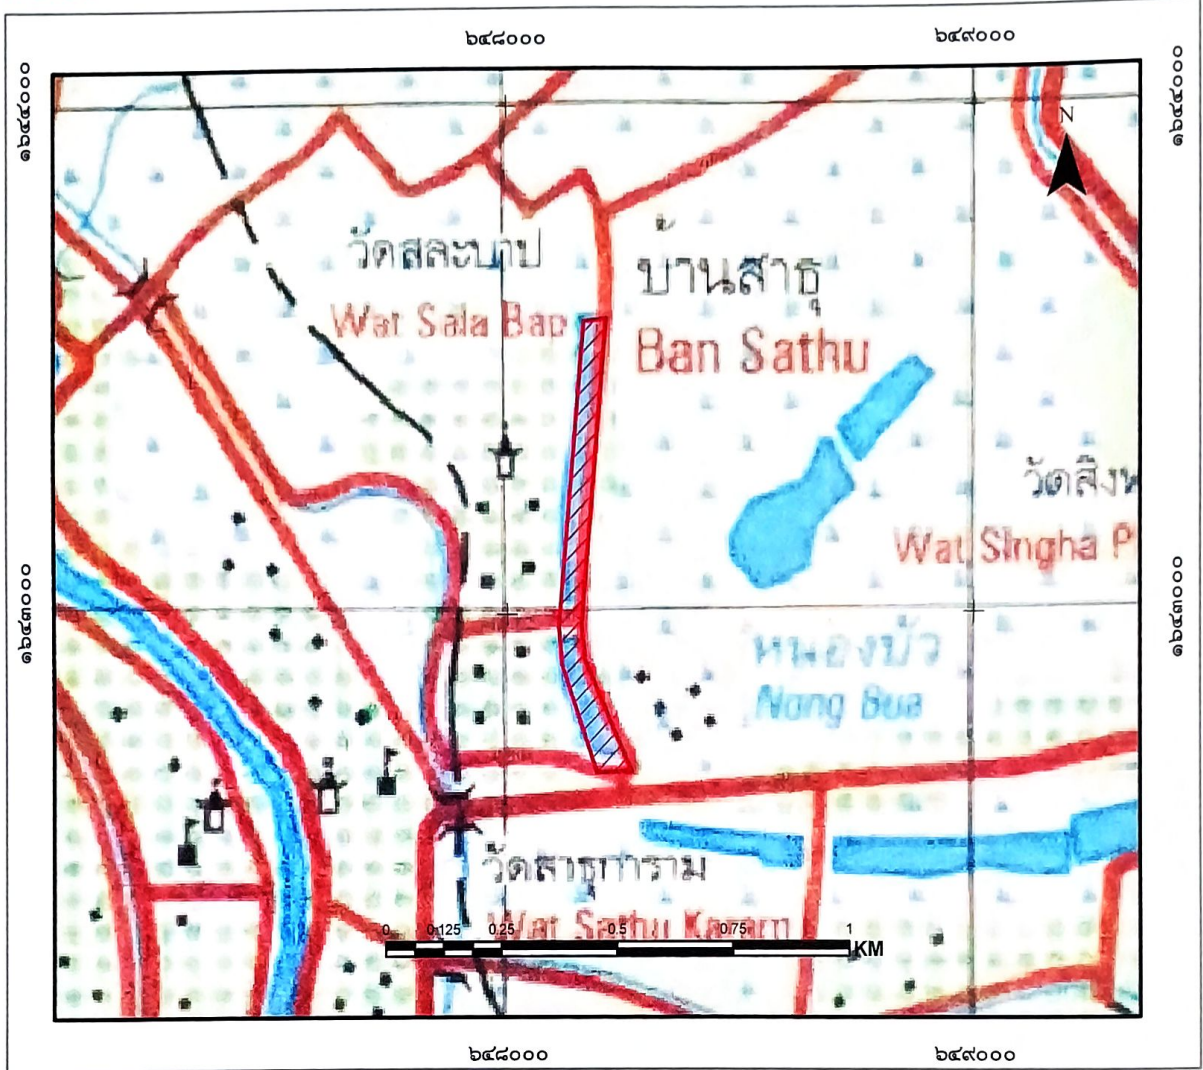 ๖๔๘๐๐๐ ๖๔๙๐๐๐
๑๖๔๔๐๐๐ ๑๖๔๔๐๐๐
N
วัดสละบาป
Wat Sala Bap
บ้านสาธุ
Ban Sathu
วัดสิงห
Wat Singha P
๑๖๔๓๐๐๐ ๑๖๔๓๐๐๐
หนองบัว
Nong Bua
วัดสาธุการาม
Wat Sathu Karam
0 0.125 0.25 0.5 0.75 1
KM
๖๔๘๐๐๐ ๖๔๙๐๐๐